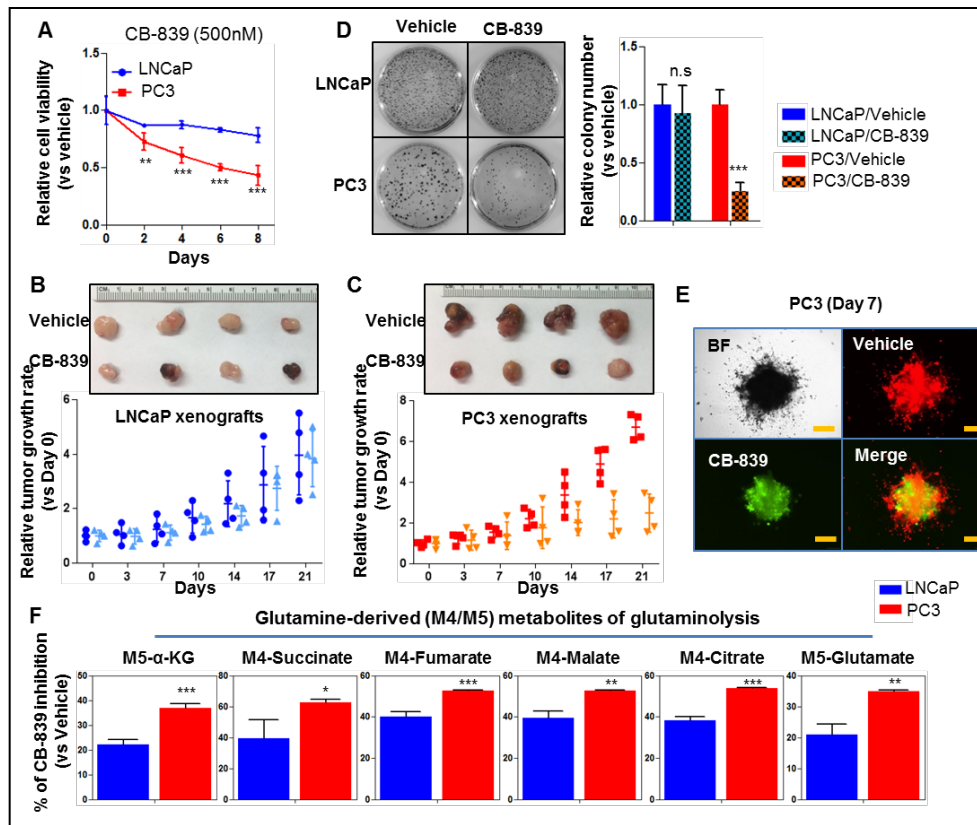 A
CB-839 (500nM)
LNCaP
PC3
Relative cell viability
(vs vehicle)
1.5
1.0
0.5
0.0
**
***
***
***
0 2 4 6 8
Days
D
Vehicle CB-839
LNCaP
PC3
Relative colony number
(vs vehicle)
1.5
1.0
0.5
0.0
n.s
***
LNCaP/Vehicle
LNCaP/CB-839
PC3/Vehicle
PC3/CB-839
B
Vehicle
CB-839
LNCaP xenografts
Relative tumor growth rate
(vs Day 0)
6
4
2
0
0 3 7 10 14 17 21
Days
C
Vehicle
CB-839
PC3 xenografts
Relative tumor growth rate
(vs Day 0)
8
6
4
2
0
0 3 7 10 14 17 21
Days
E
PC3 (Day 7)
BF Vehicle
CB-839 Merge
LNCaP
PC3
F
Glutamine-derived (M4/M5) metabolites of glutaminolysis
% of CB-839 inhibition
(vs Vehicle)
M5-α-KG M4-Succinate M4-Fumarate M4-Malate M4-Citrate M5-Glutamate
*** * *** ** *** **
50
40
30
20
10
0
80
60
40
20
0
60
40
20
0
60
40
20
0
60
40
20
0
40
30
20
10
0